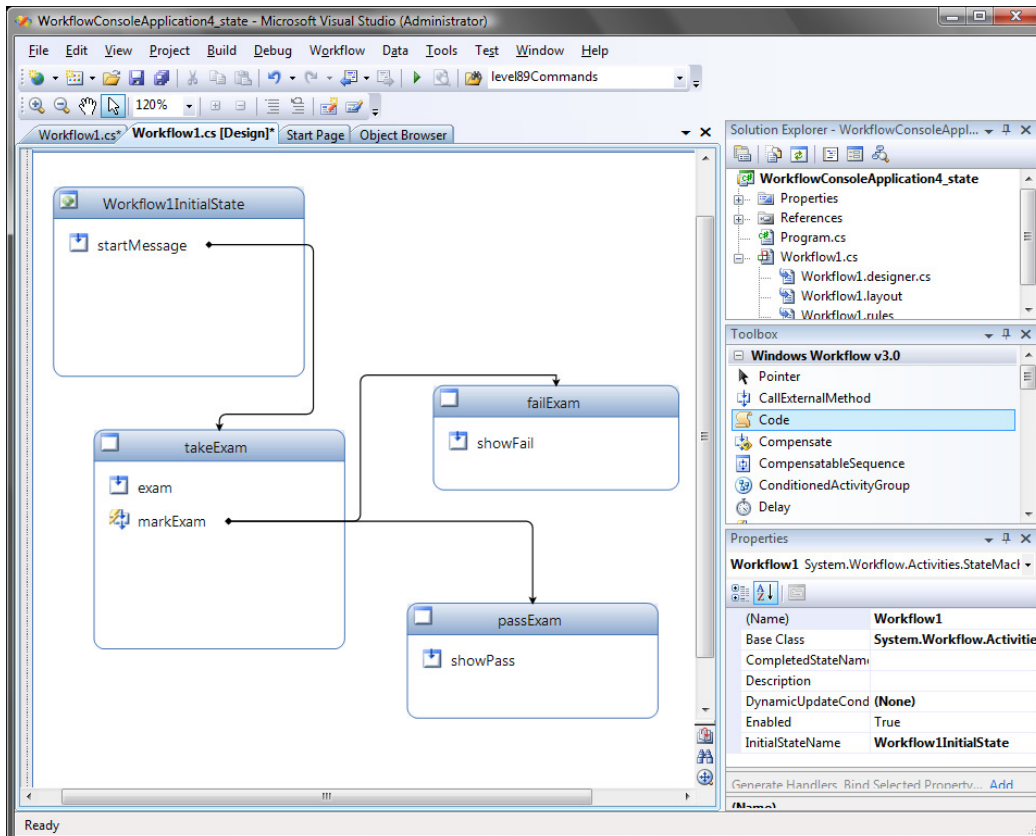 WorkflowConsoleApplication4_state - Microsoft Visual Studio (Administrator)
File Edit View Project Build Debug Workflow Data Tools Test Window Help
level89Commands
120%
Workflow1.cs* Workflow1.cs [Design]* Start Page Object Browser
Workflow1InitialState
startMessage
takeExam
exam
markExam
failExam
showFail
passExam
showPass
Solution Explorer - WorkflowConsoleAppl...
WorkflowConsoleApplication4_state
Properties
References
Program.cs
Workflow1.cs
Workflow1.designer.cs
Workflow1.layout
Workflow1.rules
Toolbox
Windows Workflow v3.0
Pointer
CallExternalMethod
Code
Compensate
CompensatableSequence
ConditionedActivityGroup
Delay
Properties
Workflow1 System.Workflow.Activities.StateMacl
(Name) Workflow1
Base Class System.Workflow.Activitie
CompletedStateName
Description
DynamicUpdateCond (None)
Enabled True
InitialStateName Workflow1InitialState
Generate Handlers, Bind Selected Property... Add
(Name)
Ready